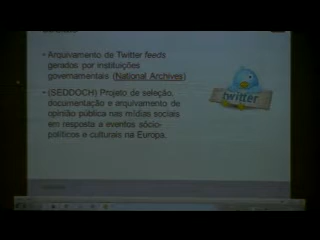 • Arquivamento de Twitter feeds
gerados por instituições
governamentais (National Archives)
• (SEDDOCH) Projeto de seleção,
documentação e arquivamento de
opinião pública nas mídias sociais
em resposta a eventos sócio-
políticos e culturais na Europa.
twitter